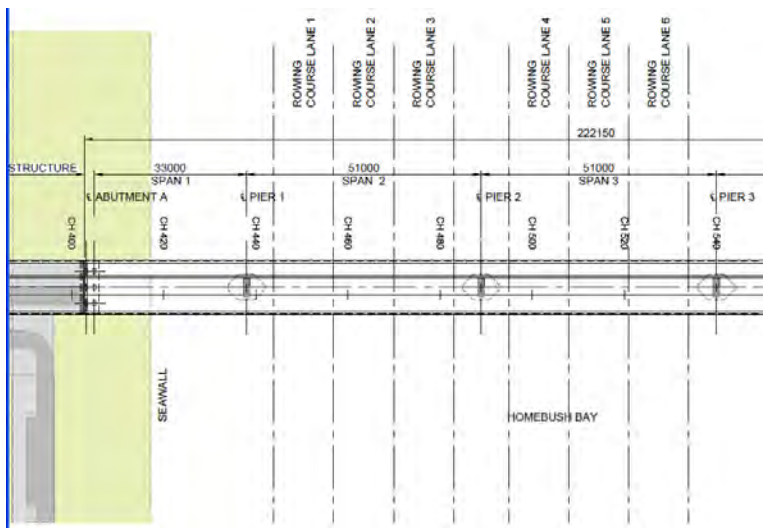 ROWING
COURSE LANE 1
ROWING
COURSE LANE 2
ROWING
COURSE LANE 3
ROWING
COURSE LANE 4
ROWING
COURSE LANE 5
ROWING
COURSE LANE 6
222150
STRUCTURE
33000
SPAN 1
51000
SPAN 2
51000
SPAN 3
℄ ABUTMENT A
℄ PIER 1
℄ PIER 2
℄ PIER 3
CH 400
CH 420
CH 440
CH 460
CH 480
CH 500
CH 520
CH 540
SEAWALL
HOMEBUSH BAY